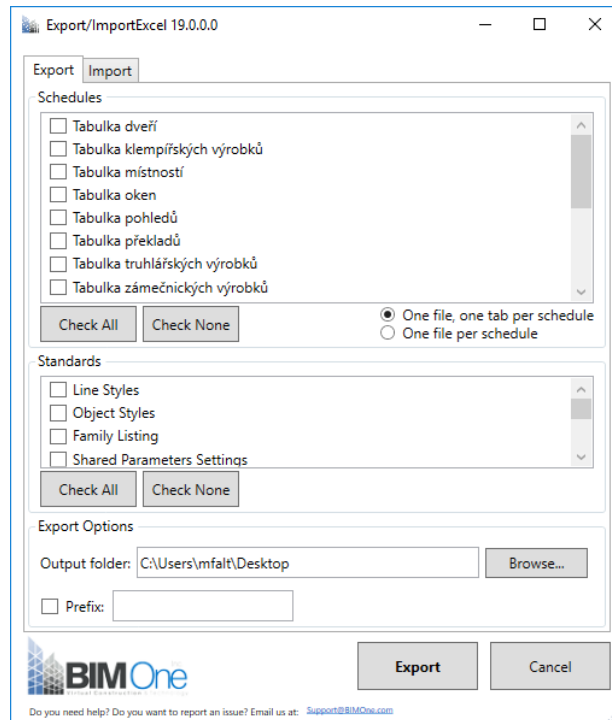 Export/ImportExcel 19.0.0.0
Export Import
Schedules
Tabulka dveří
Tabulka klempířských výrobků
Tabulka místností
Tabulka oken
Tabulka pohledů
Tabulka překladů
Tabulka truhlářských výrobků
Tabulka zámečnických výrobků
Check All Check None
One file, one tab per schedule
One file per schedule
Standards
Line Styles
Object Styles
Family Listing
Shared Parameters Settings
Check All Check None
Export Options
Output folder: C:\Users\mfalt\Desktop Browse...
Prefix:
BIMOne
Virtual Construction
Export Cancel
Do you need help? Do you want to report an issue? Email us at: Support@BIMOne.com